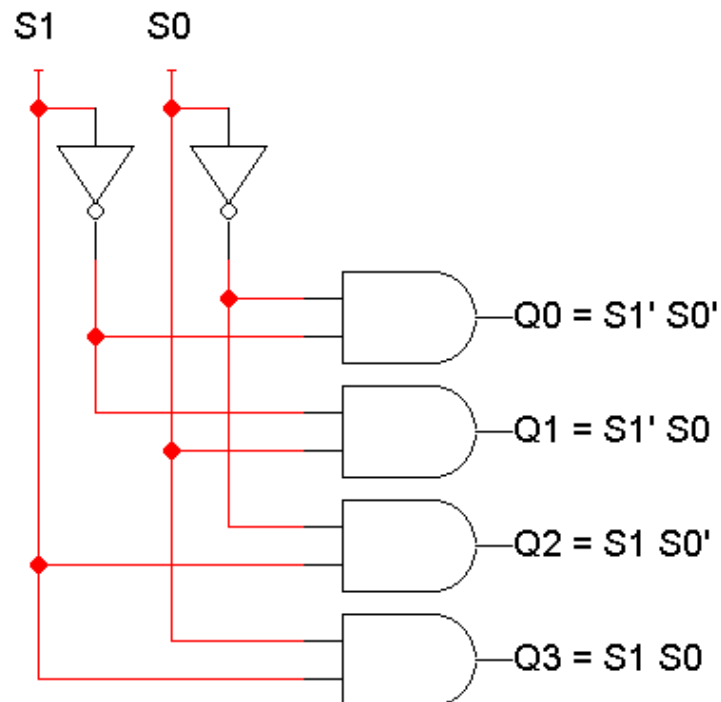 S1 S0
Q0 = S1' S0'
Q1 = S1' S0
Q2 = S1 S0'
Q3 = S1 S0